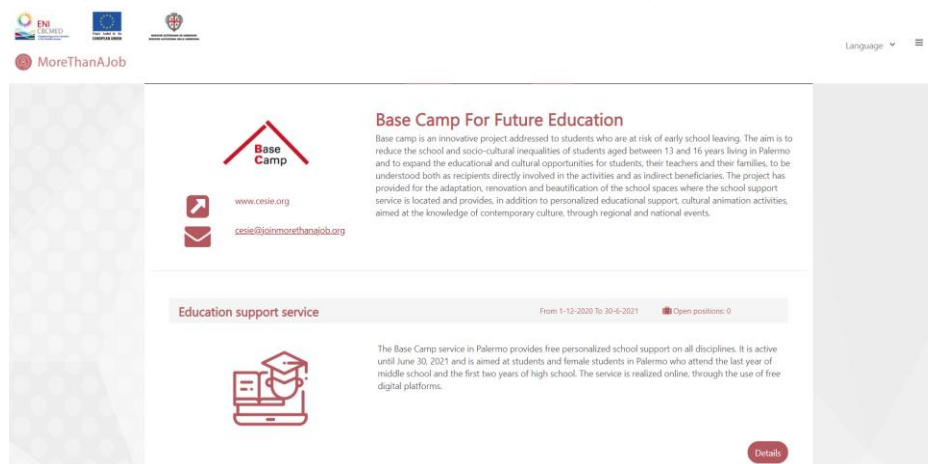 ENI
CBCMED
EUROPEAN UNION
MoreThanAJob
Language
Base Camp For Future Education
Base camp is an innovative project addressed to students who are at risk of early school leaving. The aim is to
reduce the school and socio-cultural inequalities of students aged between 13 and 16 years living in Palermo
and to expand the educational and cultural opportunities for students, their teachers and their families, to be
understood both as recipients directly involved in the activities and as indirect beneficiaries. The project has
provided for the adaptation, renovation and beautification of the school spaces where the school support
service is located and provides, in addition to personalized educational support, cultural animation activities,
aimed at the knowledge of contemporary culture, through regional and national events.
Base
Camp
www.cesie.org
cesie@joinmorethanajob.org
Education support service
From 1-12-2020 To 30-6-2021
Open positions: 0
The Base Camp service in Palermo provides free personalized school support on all disciplines. It is active
until June 30, 2021 and is aimed at students and female students in Palermo who attend the last year of
middle school and the first two years of high school. The service is realized online, through the use of free
digital platforms.
Details